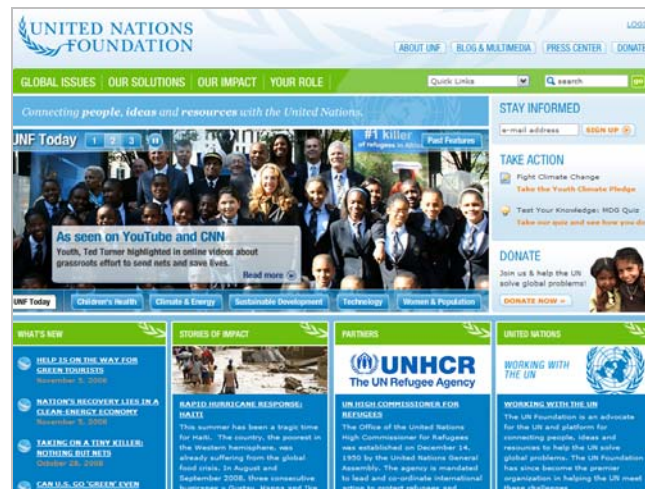 UNITED NATIONS
FOUNDATION
ABOUT UNF
BLOG & MULTIMEDIA
PRESS CENTER
DONATE
GLOBAL ISSUES
OUR SOLUTIONS
OUR IMPACT
YOUR ROLE
Quick Links
search
go
Connecting people, ideas and resources with the United Nations.
UNF Today
1 2 3
#1 killer
of refugees in Africa
Past Features
As seen on YouTube and CNN
Youth, Ted Turner highlighted in online videos about
grassroots effort to send nets and save lives.
Read more
UNF Today
Children's Health
Climate & Energy
Sustainable Development
Technology
Women & Population
STAY INFORMED
e-mail address
SIGN UP
TAKE ACTION
Fight Climate Change
Take the Youth Climate Pledge
Test Your Knowledge: MDG Quiz
Take our quiz and see how you do
DONATE
Join us & help the UN
solve global problems!
DONATE NOW »
WHAT'S NEW
HELP IS ON THE WAY FOR
GREEN TOURISTS
November 5, 2008
NATION'S RECOVERY LIES IN A
CLEAN-ENERGY ECONOMY
November 5, 2008
TAKING ON A TINY KILLER:
NOTHING BUT NETS
October 28, 2008
CAN U.S. GO 'GREEN' EVEN
STORIES OF IMPACT
RAPID HURRICANE RESPONSE:
HAITI
This summer has been a tragic time
for Haiti. The country, the poorest in
the Western hemisphere, was
already suffering from the global
food crisis. In August and
September 2008, three consecutive
hurricanes – Gustav, Hanna and Ike
PARTNERS
UNHCR
The UN Refugee Agency
UN HIGH COMMISSIONER FOR
REFUGEES
The Office of the United Nations
High Commissioner for Refugees
was established on December 14,
1950 by the United Nations General
Assembly. The agency is mandated
to lead and co-ordinate international
action to protect refugees and
UNITED NATIONS
WORKING WITH
THE UN
WORKING WITH THE UN
The UN Foundation is an advocate
for the UN and platform for
connecting people, ideas and
resources to help the UN solve
global problems. The UN Foundation
has since become the premier
organization in helping the UN meet
these challenges